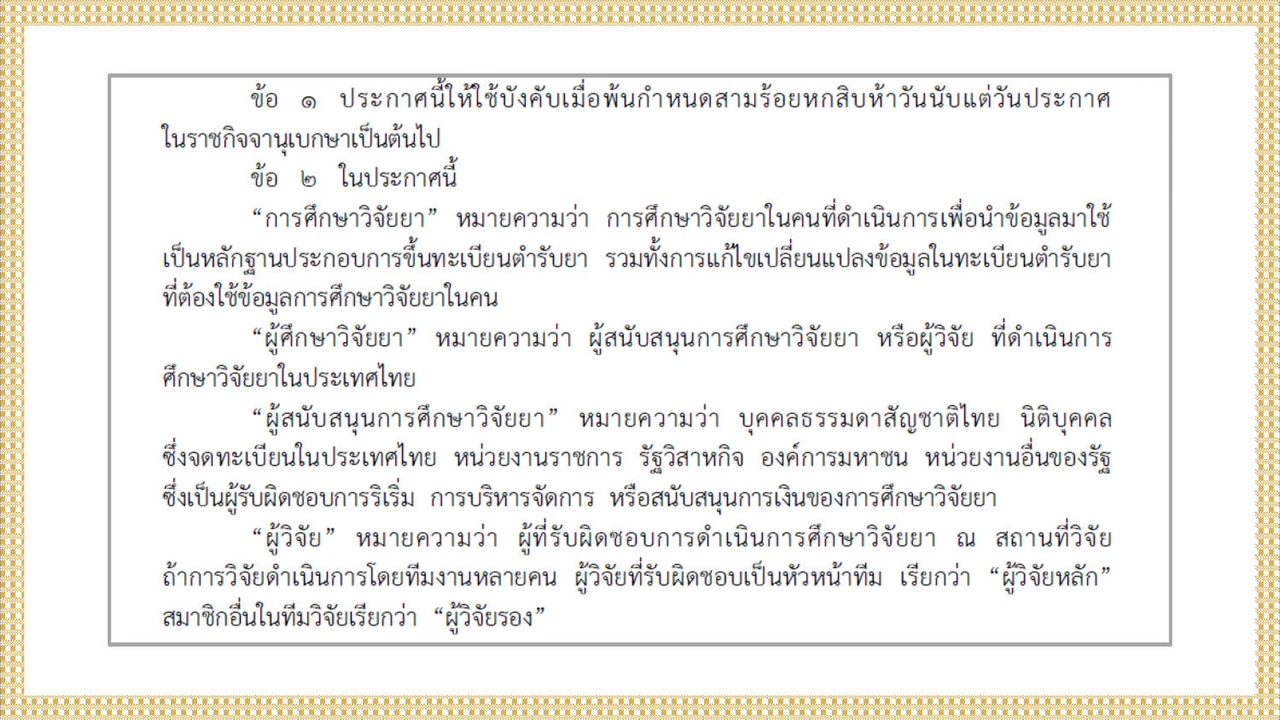 ข้อ ๑ ประกาศนี้ให้ใช้บังคับเมื่อพ้นกำหนดสามร้อยหกสิบห้าวันนับแต่วันประกาศ
ในราชกิจจานุเบกษาเป็นต้นไป
ข้อ ๒ ในประกาศนี้
“การศึกษาวิจัยยา” หมายความว่า การศึกษาวิจัยยาในคนที่ดำเนินการเพื่อนำข้อมูลมาใช้
เป็นหลักฐานประกอบการขึ้นทะเบียนตำรับยา รวมทั้งการแก้ไขเปลี่ยนแปลงข้อมูลในทะเบียนตำรับยา
ที่ต้องใช้ข้อมูลการศึกษาวิจัยยาในคน
“ผู้ศึกษาวิจัยยา” หมายความว่า ผู้สนับสนุนการศึกษาวิจัยยา หรือผู้วิจัย ที่ดำเนินการ
ศึกษาวิจัยยาในประเทศไทย
“ผู้สนับสนุนการศึกษาวิจัยยา” หมายความว่า บุคคลธรรมดาสัญชาติไทย นิติบุคคล
ซึ่งจดทะเบียนในประเทศไทย หน่วยงานราชการ รัฐวิสาหกิจ องค์การมหาชน หน่วยงานอื่นของรัฐ
ซึ่งเป็นผู้รับผิดชอบการริเริ่ม การบริหารจัดการ หรือสนับสนุนการเงินของการศึกษาวิจัยยา
“ผู้วิจัย” หมายความว่า ผู้ที่รับผิดชอบการดำเนินการศึกษาวิจัยยา ณ สถานที่วิจัย
ถ้าการวิจัยดำเนินการโดยทีมงานหลายคน ผู้วิจัยที่รับผิดชอบเป็นหัวหน้าทีม เรียกว่า “ผู้วิจัยหลัก”
สมาชิกอื่นในทีมวิจัยเรียกว่า “ผู้วิจัยรอง”